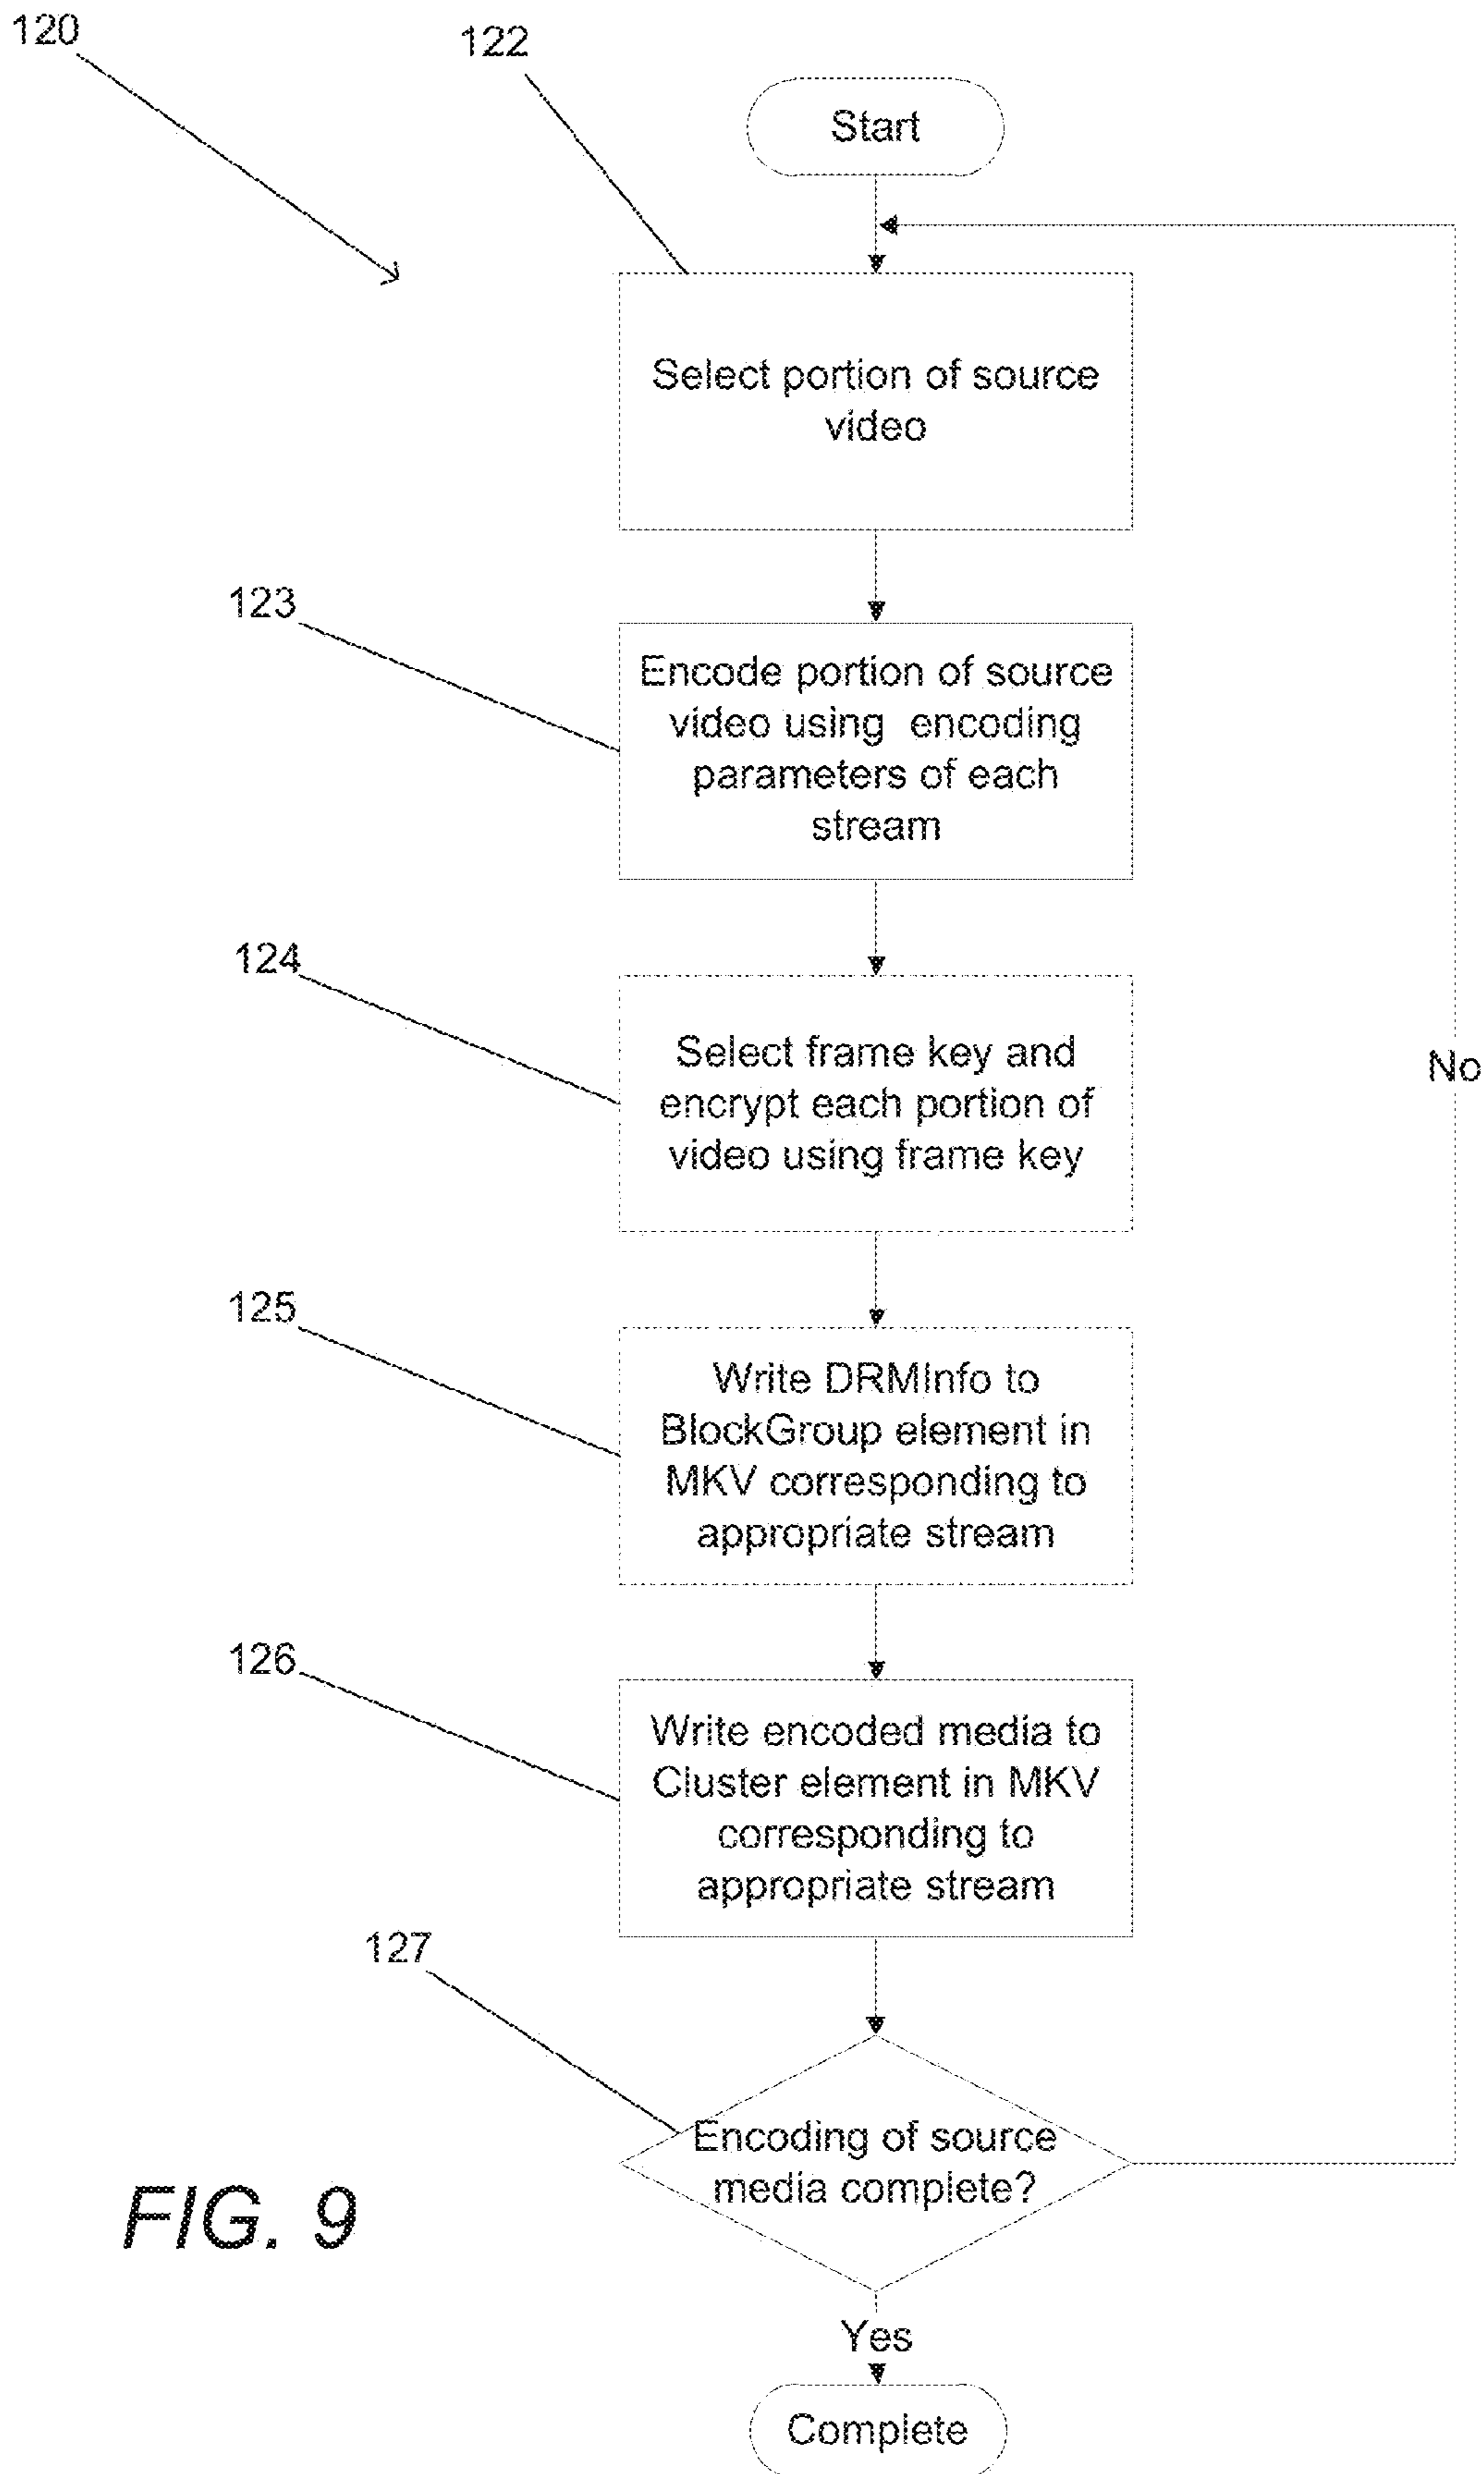 120
122
Start
Select portion of source
video
123
Encode portion of source
video using encoding
parameters of each
stream
124
Select frame key and
encrypt each portion of
video using frame key
No
125
Write DRMInfo to
BlockGroup element in
MKV corresponding to
appropriate stream
126
Write encoded media to
Cluster element in MKV
corresponding to
appropriate stream
127
Encoding of source
media complete?
FIG. 9
Yes
Complete